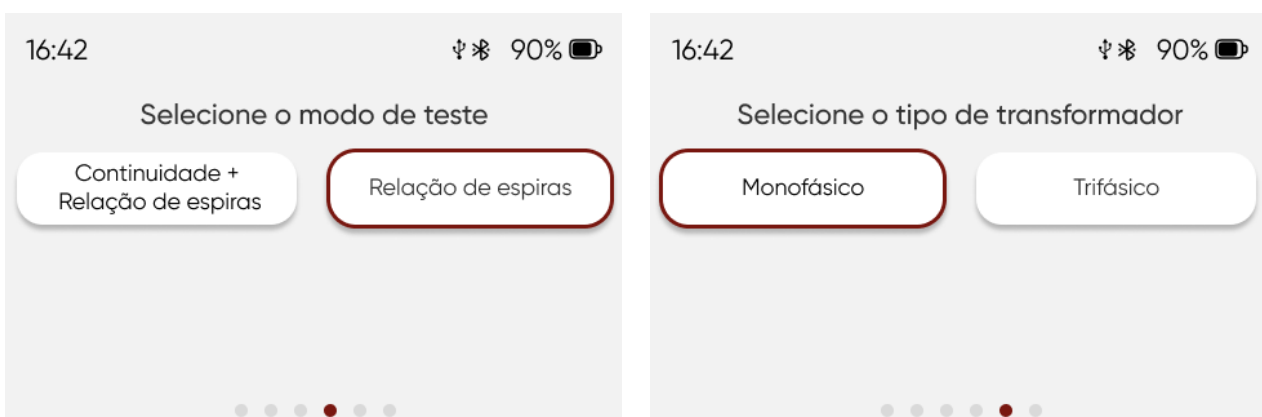 16:42
90%
Selecione o modo de teste
Continuidade +
Relação de espiras
Relação de espiras
16:42
90%
Selecione o tipo de transformador
Monofásico
Trifásico